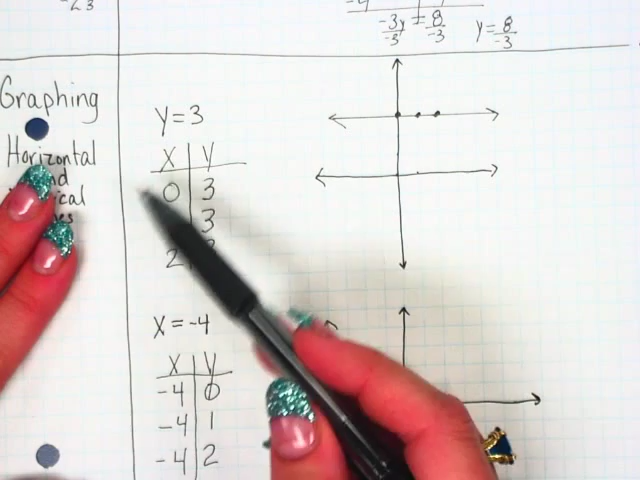 -3y = 8
-3 -3
y = 8
-3
Graphing
Horizontal
y = 3
X | Y
0 | 3
3
2
X = -4
X | Y
-4 | 0
-4 | 1
-4 | 2